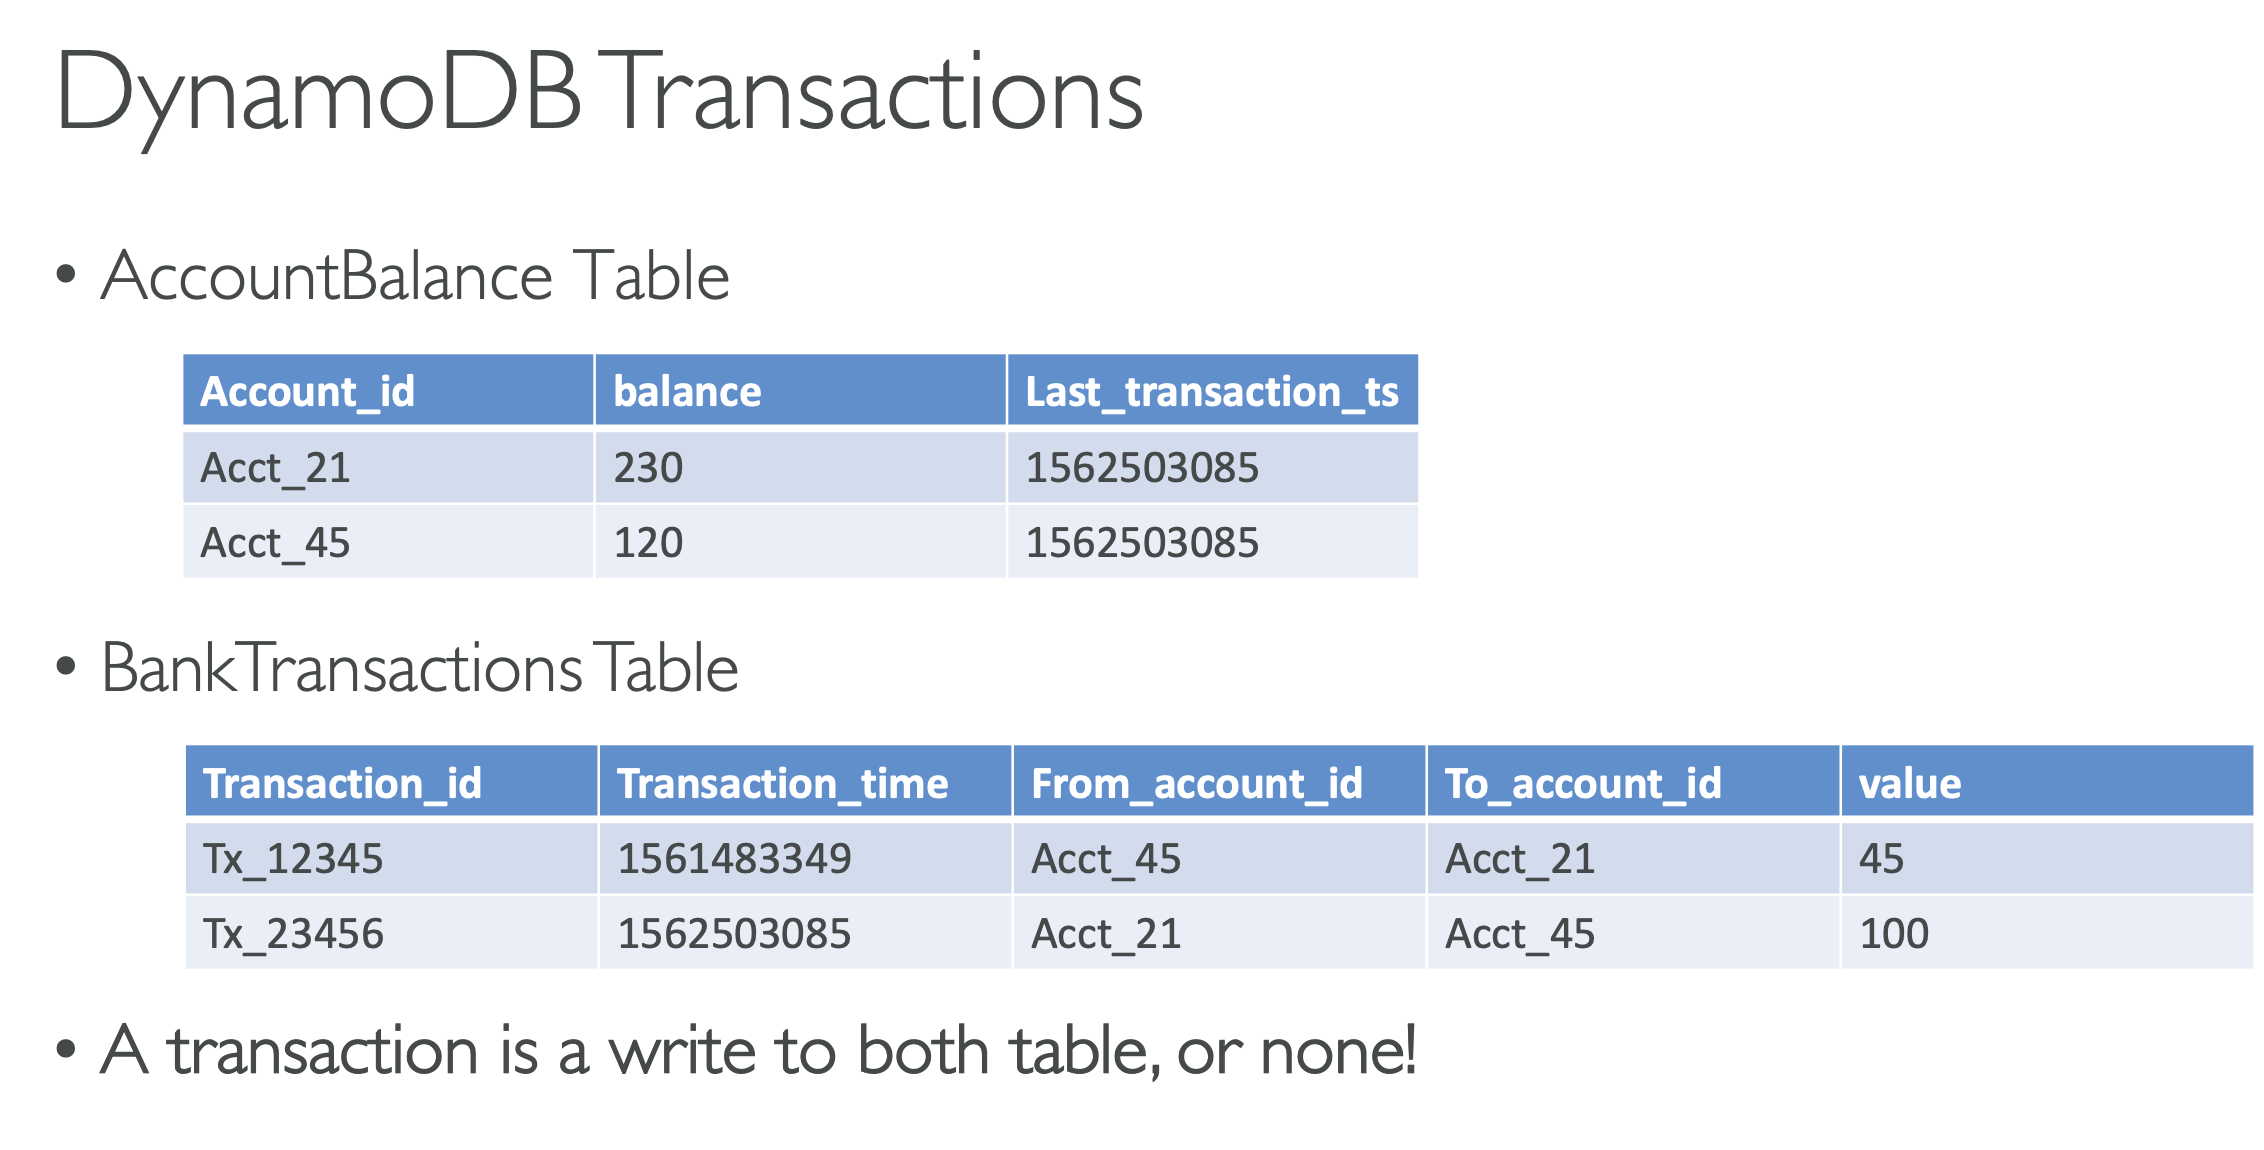 DynamoDB Transactions
• AccountBalance Table
Account_id balance Last_transaction_ts
Acct_21 230 1562503085
Acct_45 120 1562503085
• BankTransactions Table
Transaction_id Transaction_time From_account_id To_account_id value
Tx_12345 1561483349 Acct_45 Acct_21 45
Tx_23456 1562503085 Acct_21 Acct_45 100
• A transaction is a write to both table, or none!